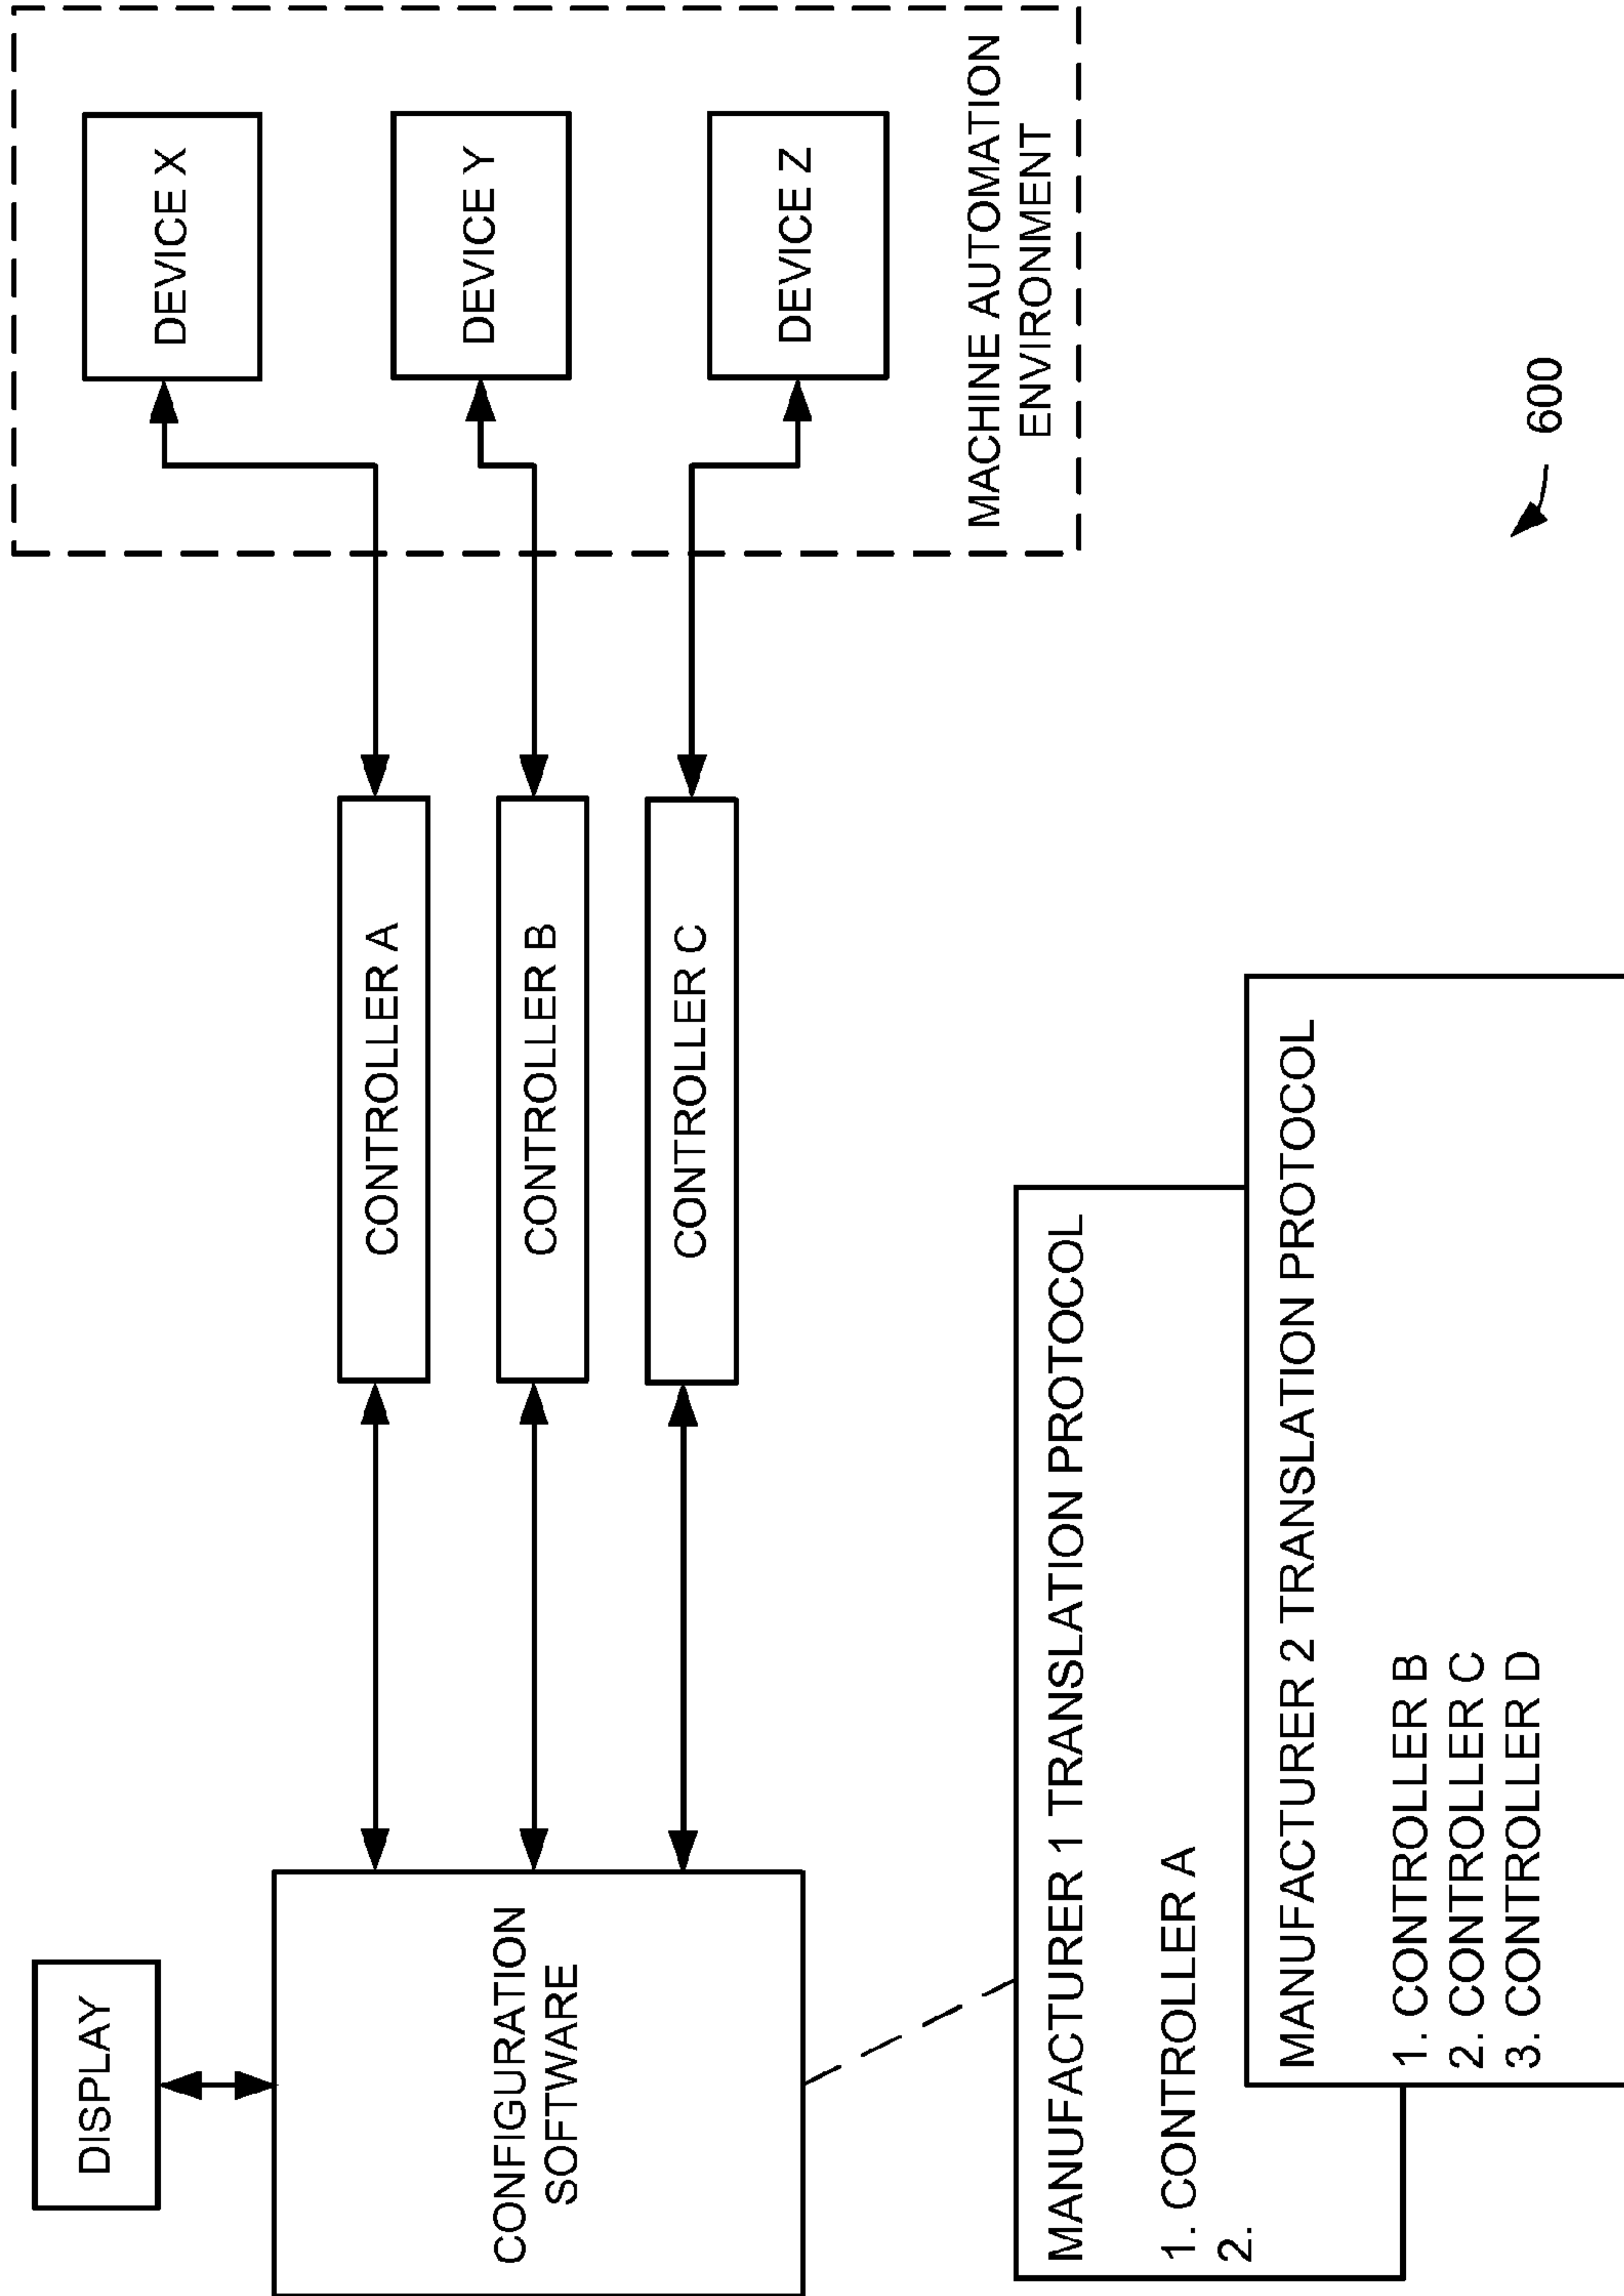 DISPLAY
CONFIGURATION
SOFTWARE
CONTROLLER A
CONTROLLER B
CONTROLLER C
DEVICE X
DEVICE Y
DEVICE Z
MACHINE AUTOMATION
ENVIRONMENT
MANUFACTURER 1 TRANSLATION PROTOCOL
1. CONTROLLER A
2.
MANUFACTURER 2 TRANSLATION PROTOCOL
1. CONTROLLER B
2. CONTROLLER C
3. CONTROLLER D
600